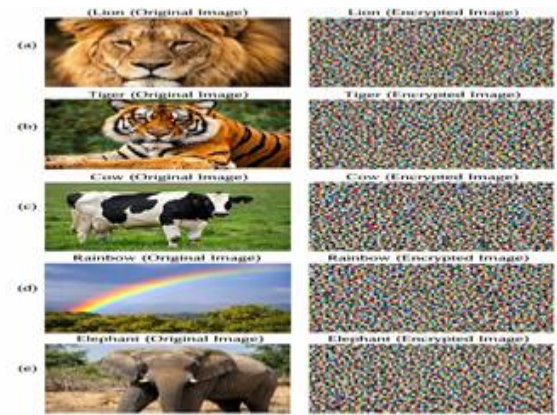 (Lion (Original Image) Lion (Encrypted Image)
(a)
Tiger (Original Image) Tiger (Encrypted Image)
(b)
Cow (Original Image) Cow (Encrypted Image)
(c)
Rainbow (Original Image) Rainbow (Encrypted Image)
(d)
Elephant (Original Image) Elephant (Encrypted Image)
(e)